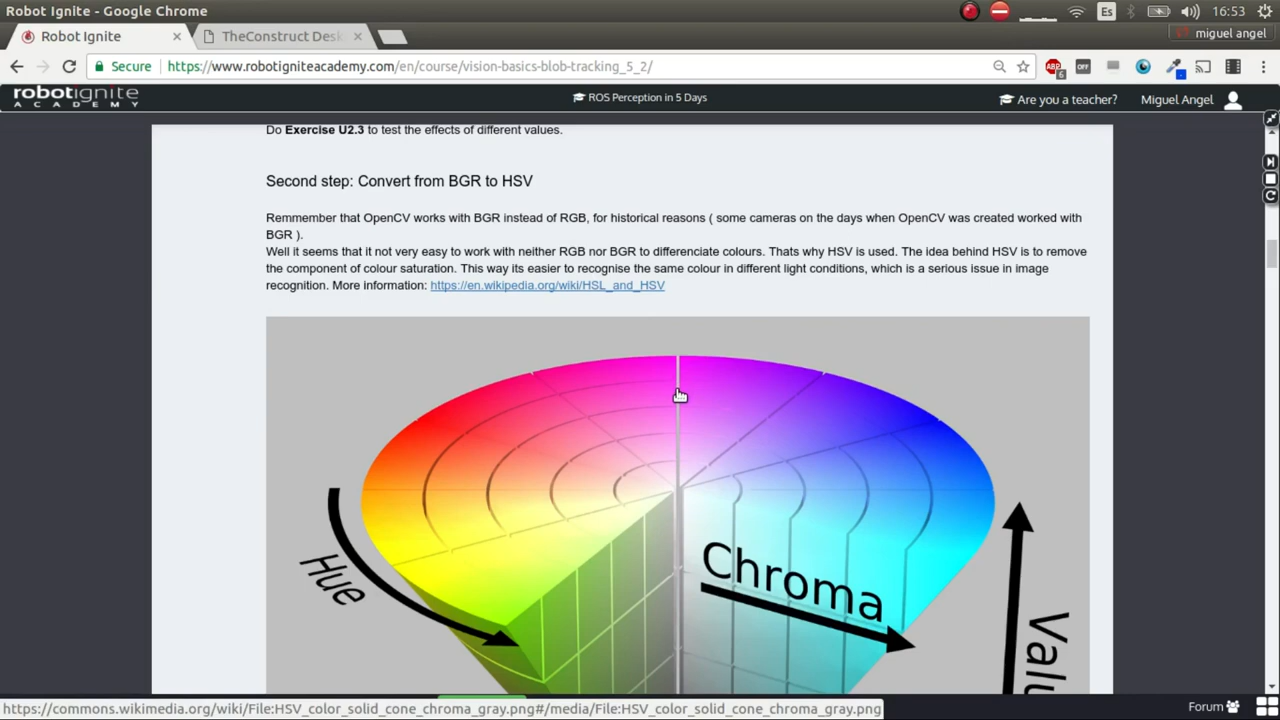 Robot Ignite - Google Chrome
Es
16:53
Robot Ignite
TheConstruct Desk
miguel angel
Secure
https://www.robotigniteacademy.com/en/course/vision-basics-blob-tracking_5_2/
ABP
6
OFF
robotignite
ACADEMY
ROS Perception in 5 Days
Are you a teacher?
Miguel Angel
Do Exercise U2.3 to test the effects of different values.
Second step: Convert from BGR to HSV
Remmember that OpenCV works with BGR instead of RGB, for historical reasons ( some cameras on the days when OpenCV was created worked with
BGR ).
Well it seems that it not very easy to work with neither RGB nor BGR to differenciate colours. Thats why HSV is used. The idea behind HSV is to remove
the component of colour saturation. This way its easier to recognise the same colour in different light conditions, which is a serious issue in image
recognition. More information: https://en.wikipedia.org/wiki/HSL_and_HSV
Hue
Chroma
Valu
https://commons.wikimedia.org/wiki/File:HSV_color_solid_cone_chroma_gray.png#/media/File:HSV_color_solid_cone_chroma_gray.png
Forum